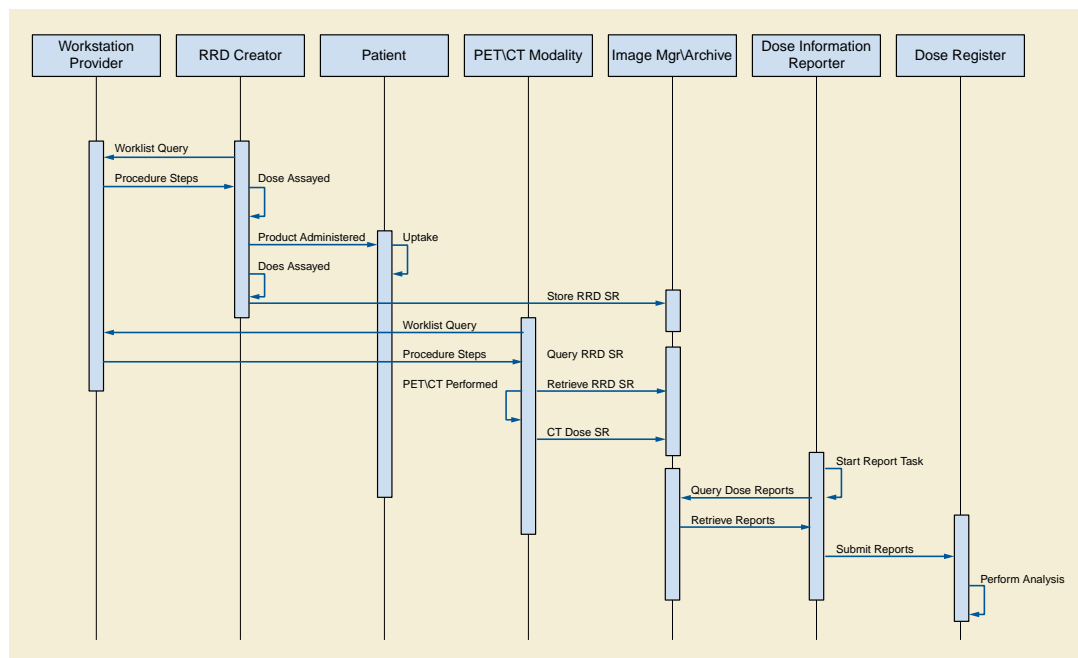 Workstation
Provider
RRD Creator
Patient
PET\CT Modality
Image Mgr\Archive
Dose Information
Reporter
Dose Register
Worklist Query
Procedure Steps
Dose Assayed
Product Administered
Uptake
Does Assayed
Store RRD SR
Worklist Query
Procedure Steps
Query RRD SR
PET\CT Performed
Retrieve RRD SR
CT Dose SR
Start Report Task
Query Dose Reports
Retrieve Reports
Submit Reports
Perform Analysis